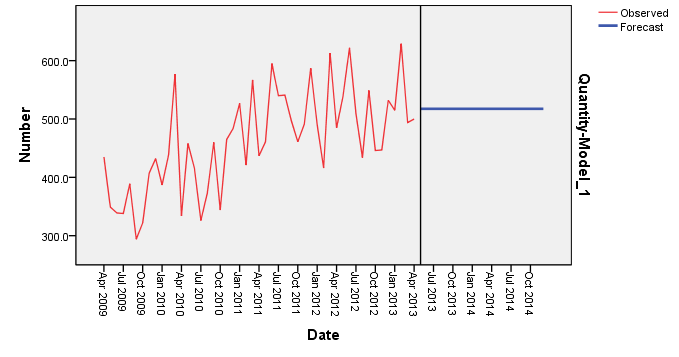 Observed
Forecast
Number
600.0
500.0
400.0
300.0
Quantity-Model_1
Apr 2009
Jul 2009
Oct 2009
Jan 2010
Apr 2010
Jul 2010
Oct 2010
Jan 2011
Apr 2011
Jul 2011
Oct 2011
Jan 2012
Apr 2012
Jul 2012
Oct 2012
Jan 2013
Apr 2013
Jul 2013
Oct 2013
Jan 2014
Apr 2014
Jul 2014
Oct 2014
Date